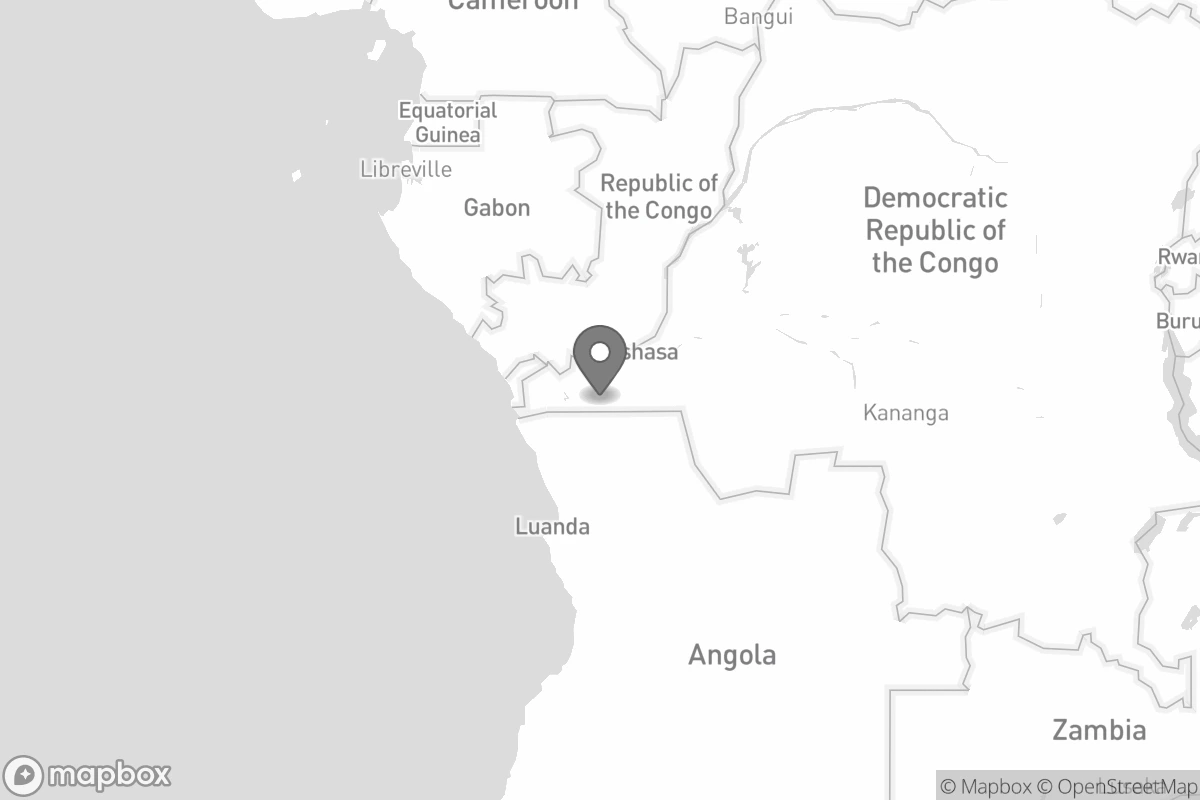 Cameroon
Bangui
Equatorial
Guinea
Libreville
Gabon
Republic of
the Congo
Democratic
Republic of
the Congo
Rwa
Buru
shasa
Kananga
Luanda
Angola
Zambia
mapbox
© Mapbox © OpenStreetMap